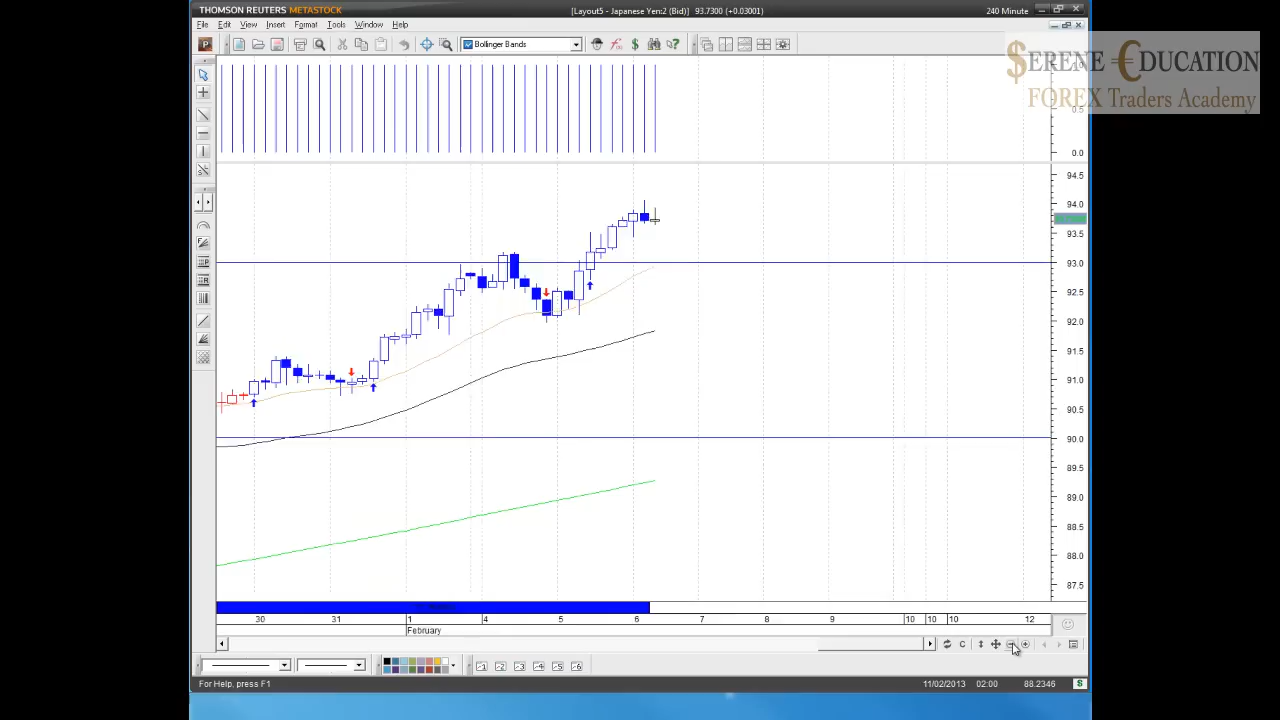 THOMSON REUTERS METASTOCK
[Layout5 - Japanese Yen:2 (Bid)] 93.7300 (+0.03001)
240 Minute
File Edit View Insert Format Tools Window Help
Bollinger Bands
SERENE EDUCATION
FOREX Traders Academy
0.5
0.0
94.5
94.0
93.5
93.0
92.5
92.0
91.5
91.0
90.5
90.0
89.5
89.0
88.5
88.0
87.5
30 31 1 4 5 6 7 8 9 10 10 10 12
February
For Help, press F1
11/02/2013 02:00 88.2346